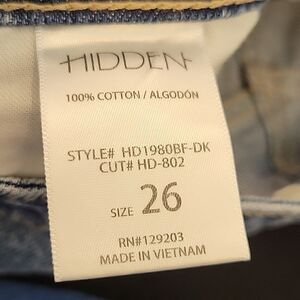 HIDDEN
100% COTTON / ALGODÓN
STYLE# HD1980BF-DK
CUT# HD-802
SIZE 26
RN#129203
MADE IN VIETNAM